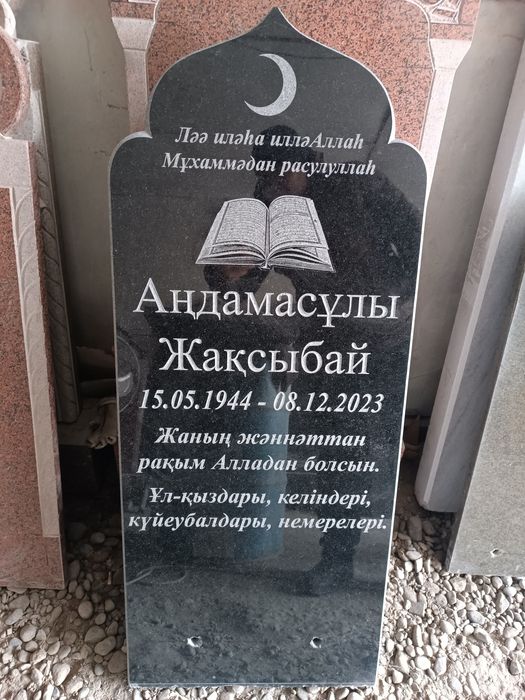 Ләә иләһа илләАллаһ
Мұхаммәдан расулуллаһ
Аңдамасұлы
Жақсыбай
15.05.1944 - 08.12.2023
Жаның жәннәттан
рақым Алладан болсын.
Ұл-қыздары, келіндері,
күйеубалдары, немерелері.